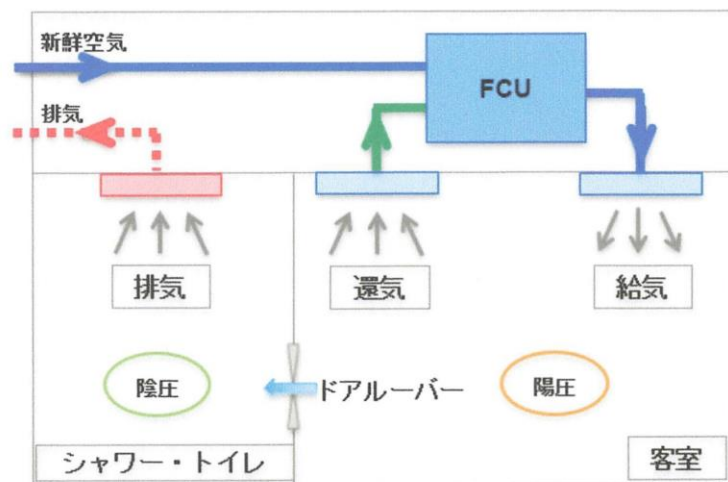 新鮮空気
FCU
排気
排気
還気
給気
陰圧
ドアルーバー
陽圧
シャワー・トイレ
客室